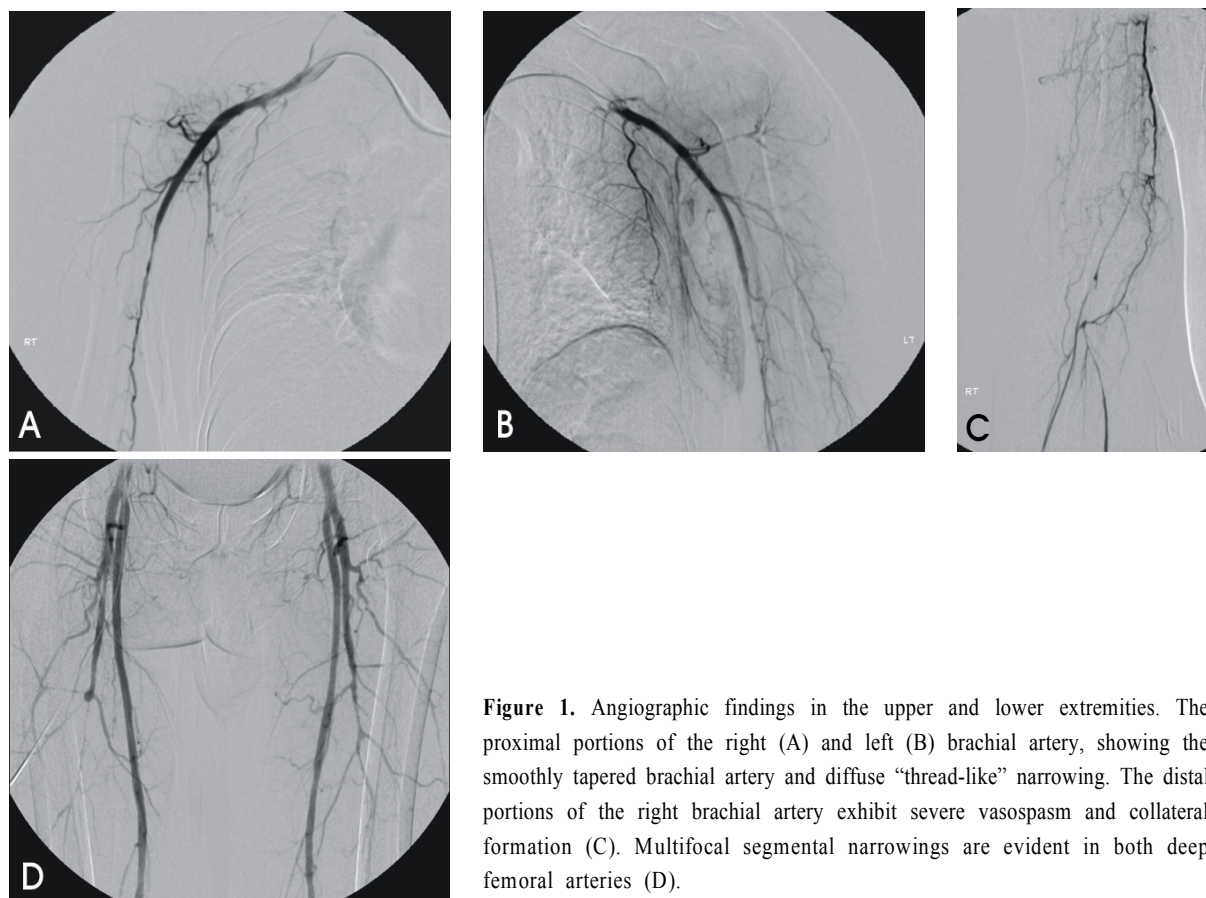 RT
A
LT
B
RT
C
D
Figure 1. Angiographic findings in the upper and lower extremities. The
proximal portions of the right (A) and left (B) brachial artery, showing the
smoothly tapered brachial artery and diffuse “thread-like” narrowing. The distal
portions of the right brachial artery exhibit severe vasospasm and collateral
formation (C). Multifocal segmental narrowings are evident in both deep
femoral arteries (D).